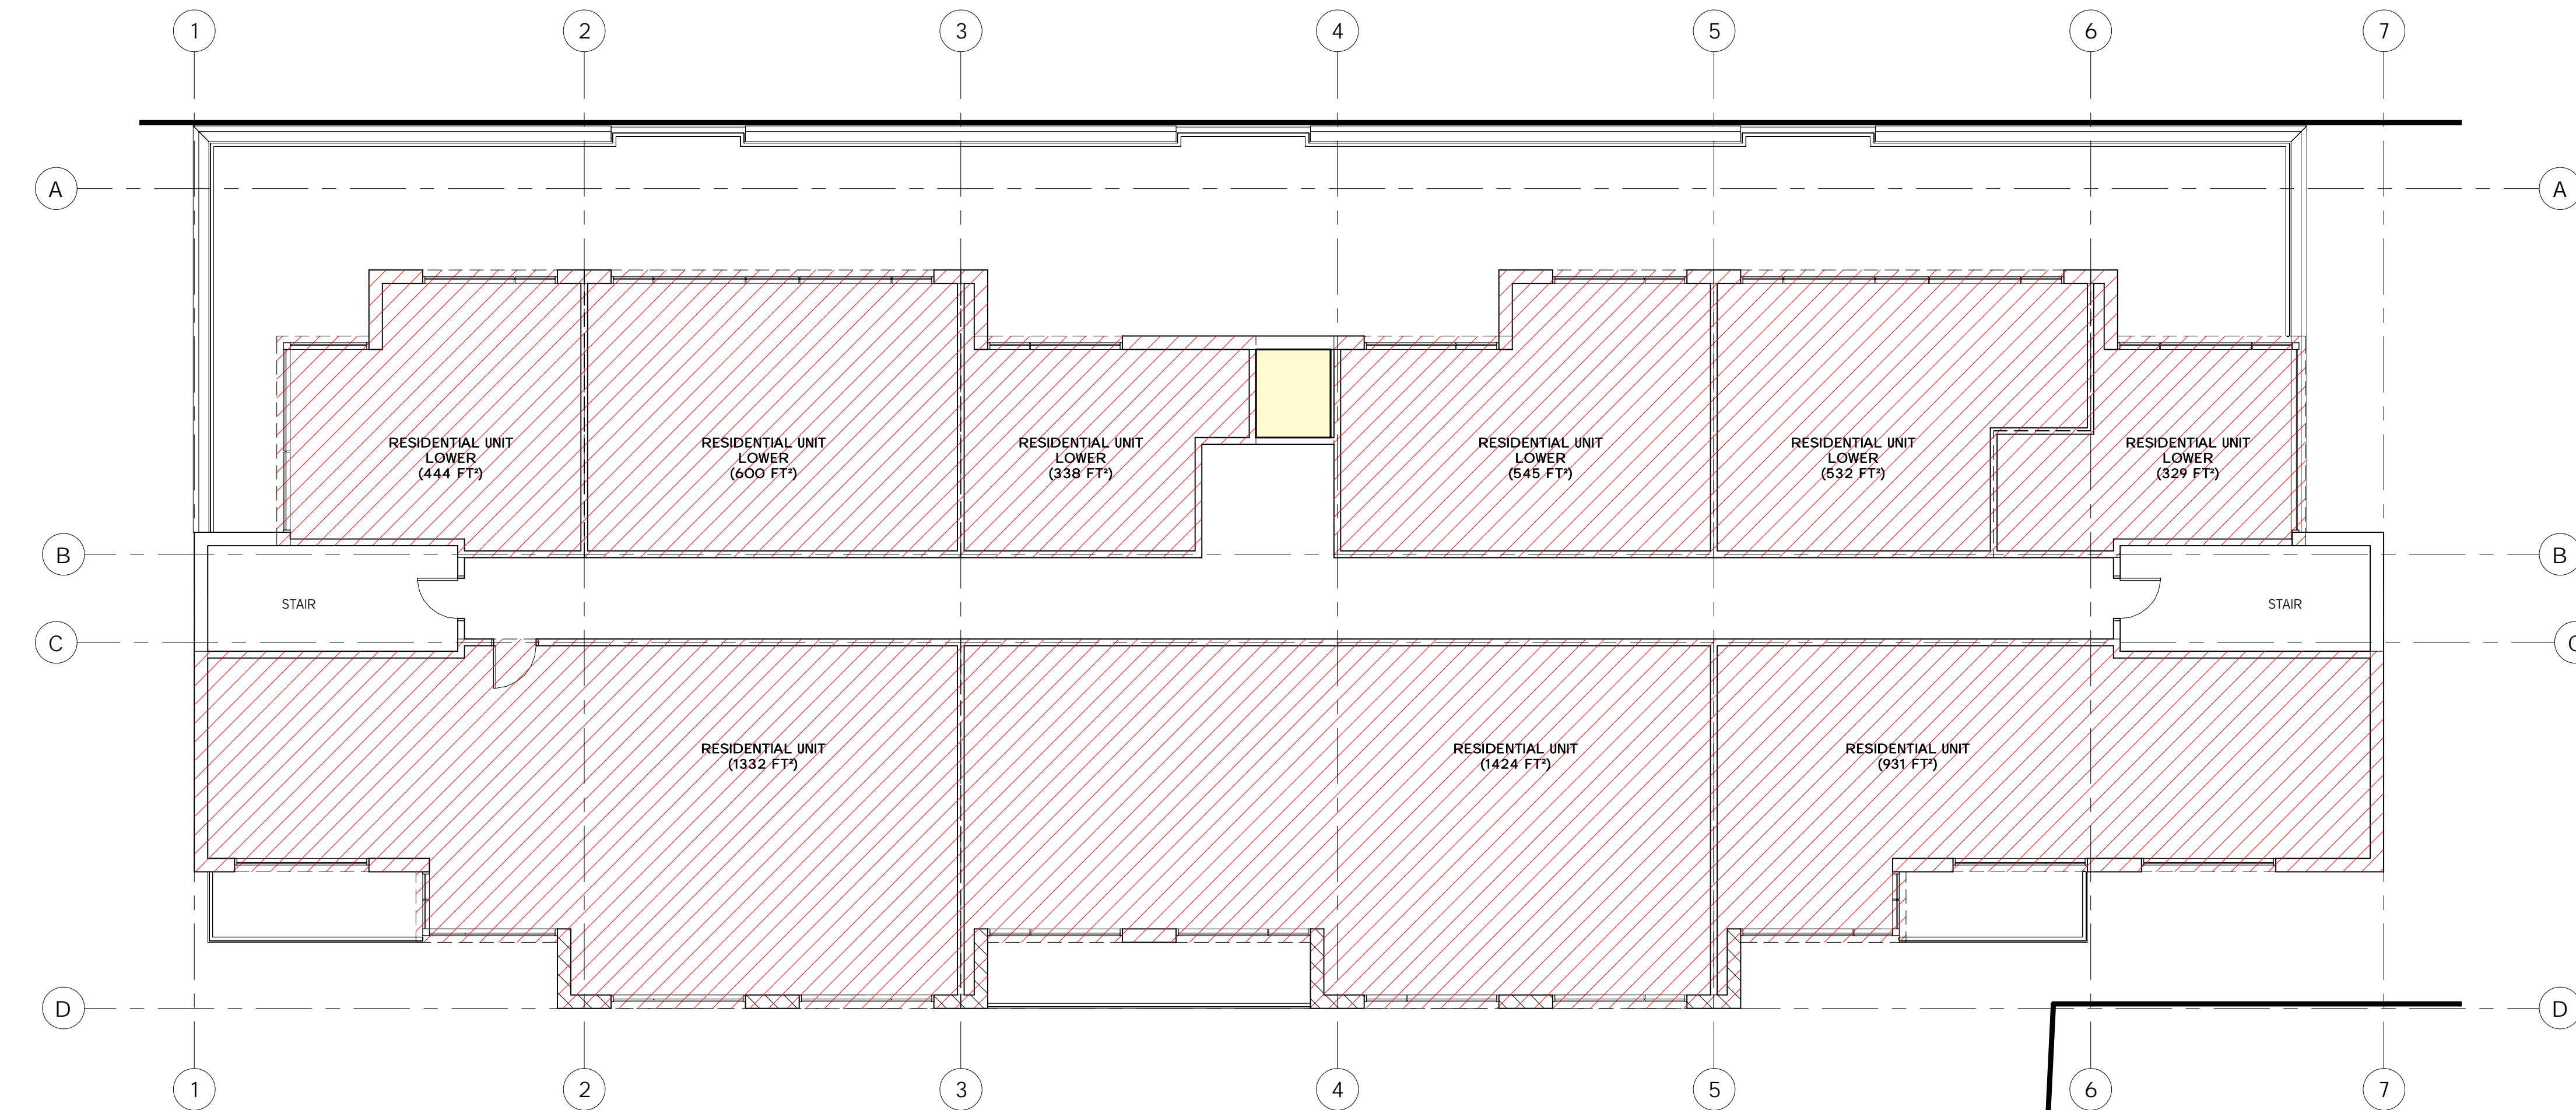 1
2
3
4
5
6
7
A
A
RESIDENTIAL UNIT
LOWER
(444 FT²)
RESIDENTIAL UNIT
LOWER
(600 FT²)
RESIDENTIAL UNIT
LOWER
(338 FT²)
RESIDENTIAL UNIT
LOWER
(545 FT²)
RESIDENTIAL UNIT
LOWER
(532 FT²)
RESIDENTIAL UNIT
LOWER
(329 FT²)
B
B
STAIR
STAIR
C
C
RESIDENTIAL UNIT
(1332 FT²)
RESIDENTIAL UNIT
(1424 FT²)
RESIDENTIAL UNIT
(931 FT²)
D
D
1
2
3
4
5
6
7